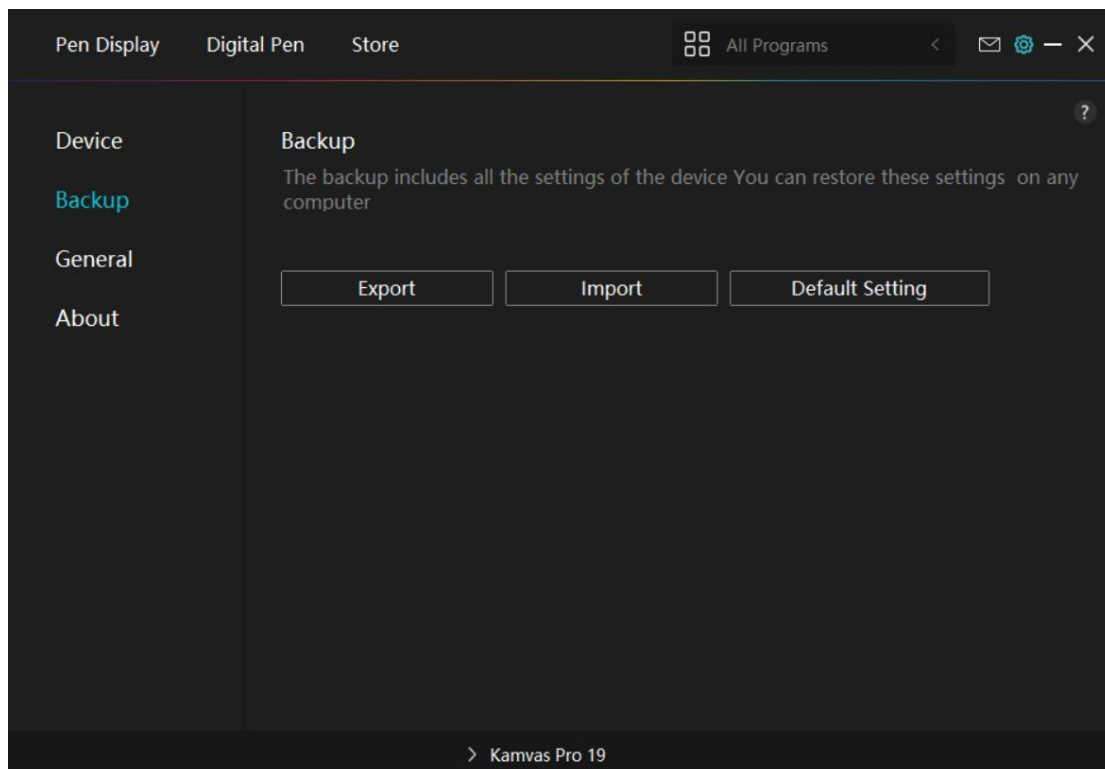 Pen Display Digital Pen Store All Programs
?
Device
Backup
General
About
Backup
The backup includes all the settings of the device You can restore these settings on any
computer
Export Import Default Setting
Kamvas Pro 19